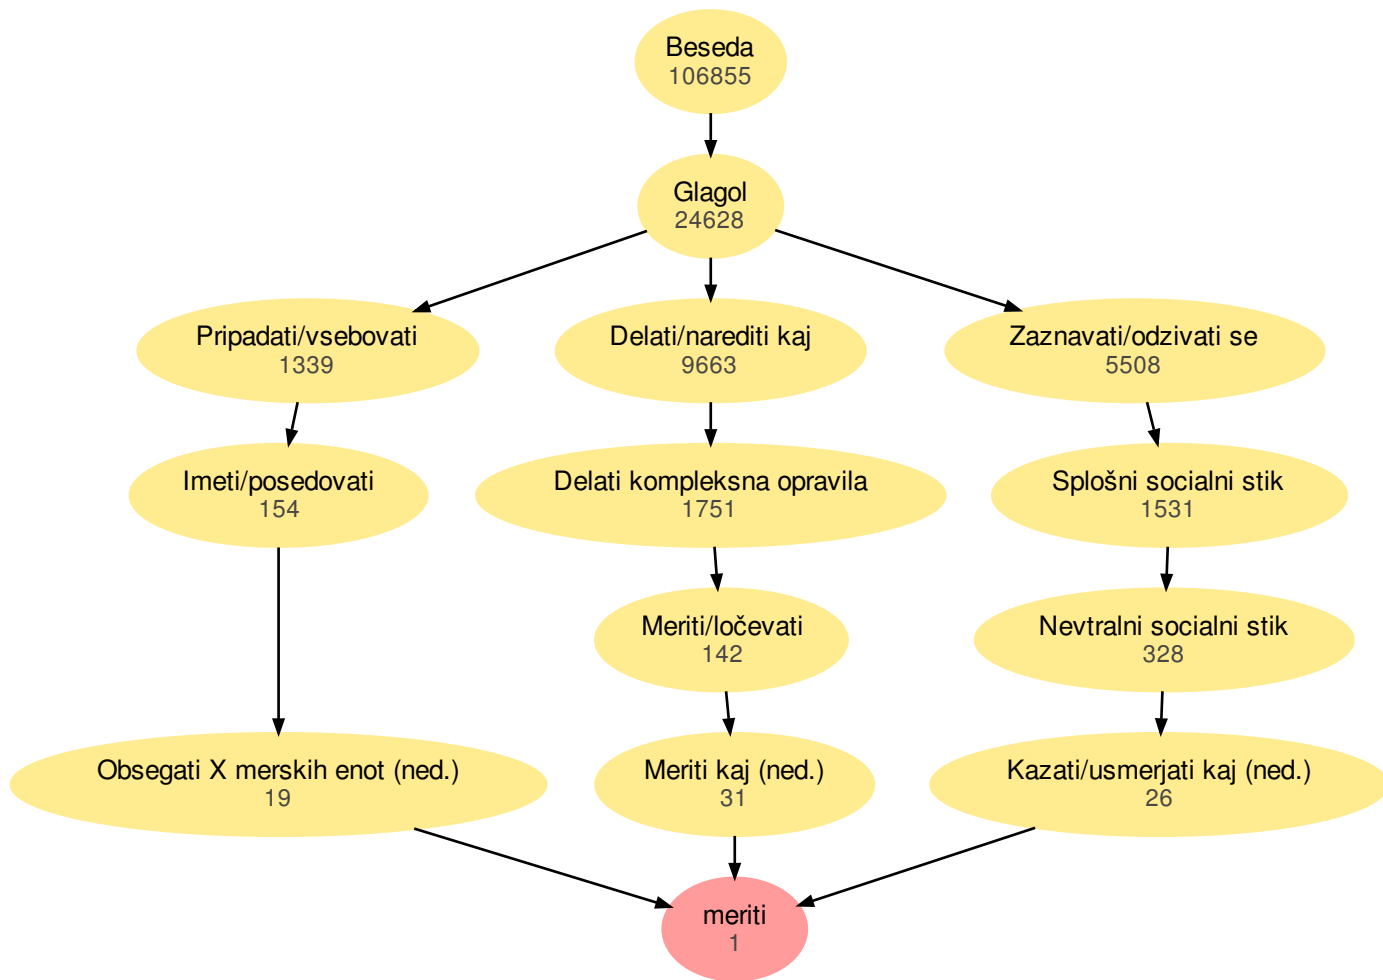 Beseda
106855
Glagol
24628
Pripadati/vsebovati
1339
Delati/narediti kaj
9663
Zaznavati/odzivati se
5508
Imeti/posedovati
154
Delati kompleksna opravila
1751
Splošni socialni stik
1531
Meriti/ločevati
142
Nevtralni socialni stik
328
Obsegati X merskih enot (ned.)
19
Meriti kaj (ned.)
31
Kazati/usmerjati kaj (ned.)
26
meriti
1